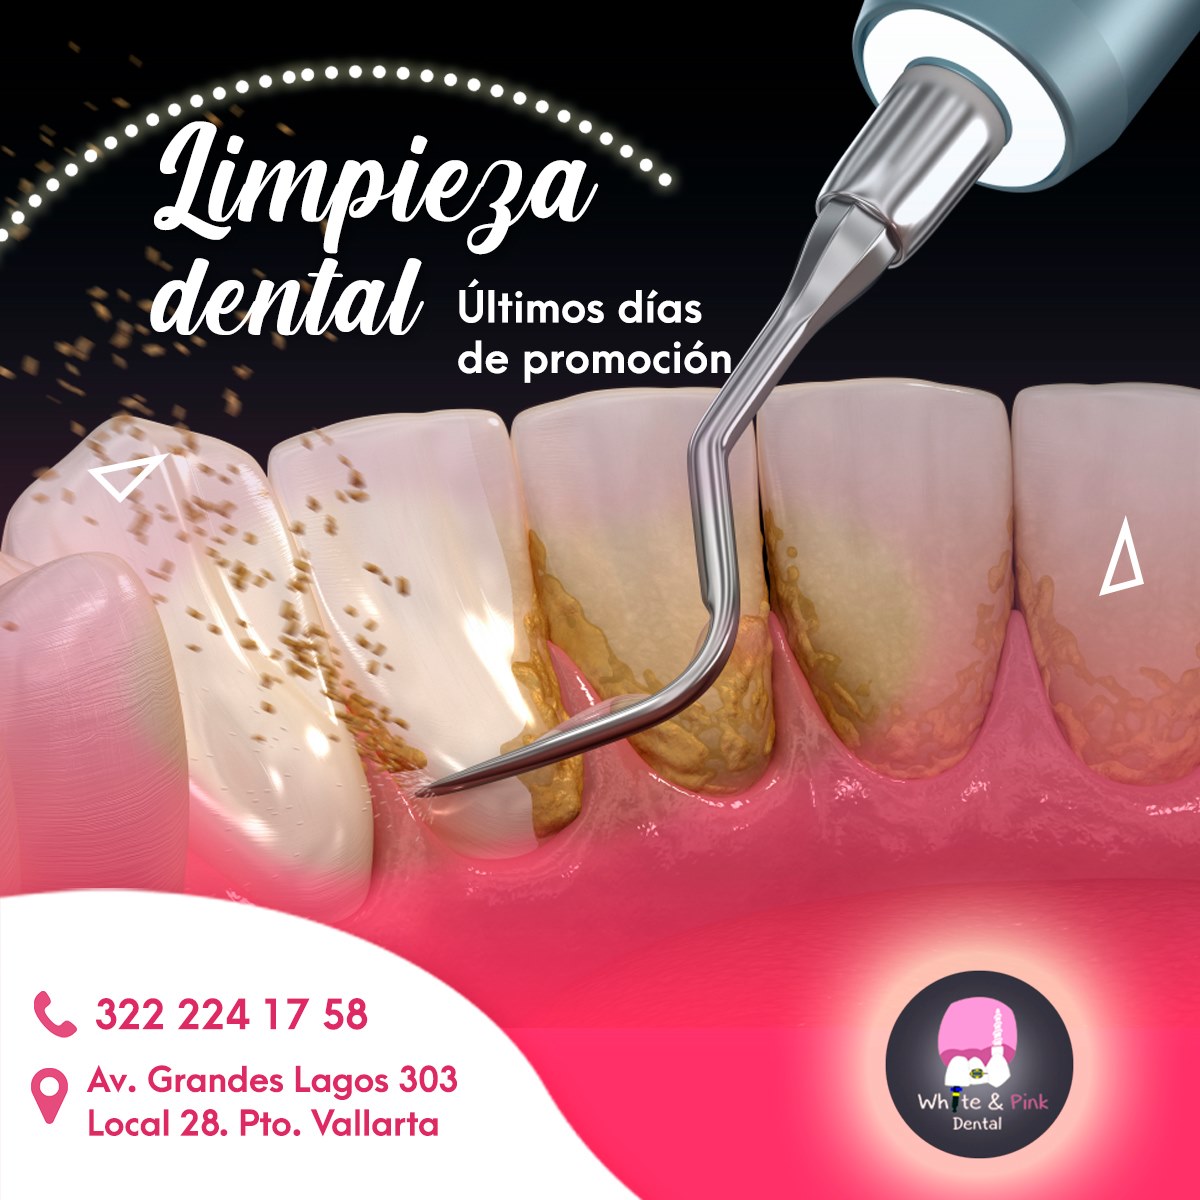 Limpieza
dental
Últimos días
de promoción
322 224 17 58
Av. Grandes Lagos 303
Local 28. Pto. Vallarta
White & Pink
Dental